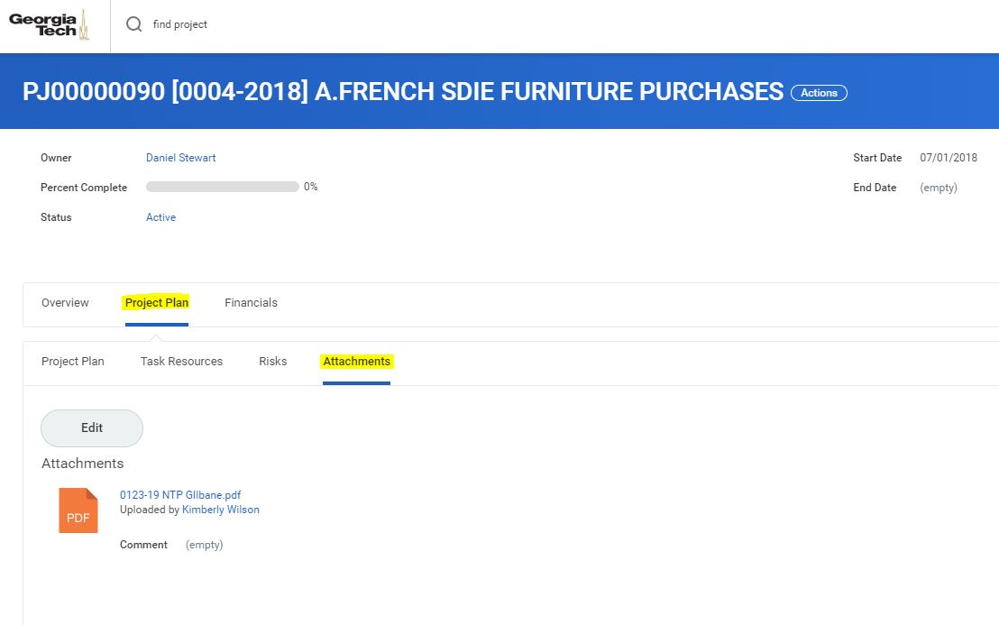 Georgia
Tech
find project
PJ00000090 [0004-2018] A.FRENCH SDIE FURNITURE PURCHASES Actions
Owner Daniel Stewart Start Date 07/01/2018
Percent Complete 0% End Date (empty)
Status Active
Overview Project Plan Financials
Project Plan Task Resources Risks Attachments
Edit
Attachments
PDF
0123-19 NTP GIlbane.pdf
Uploaded by Kimberly Wilson
Comment (empty)